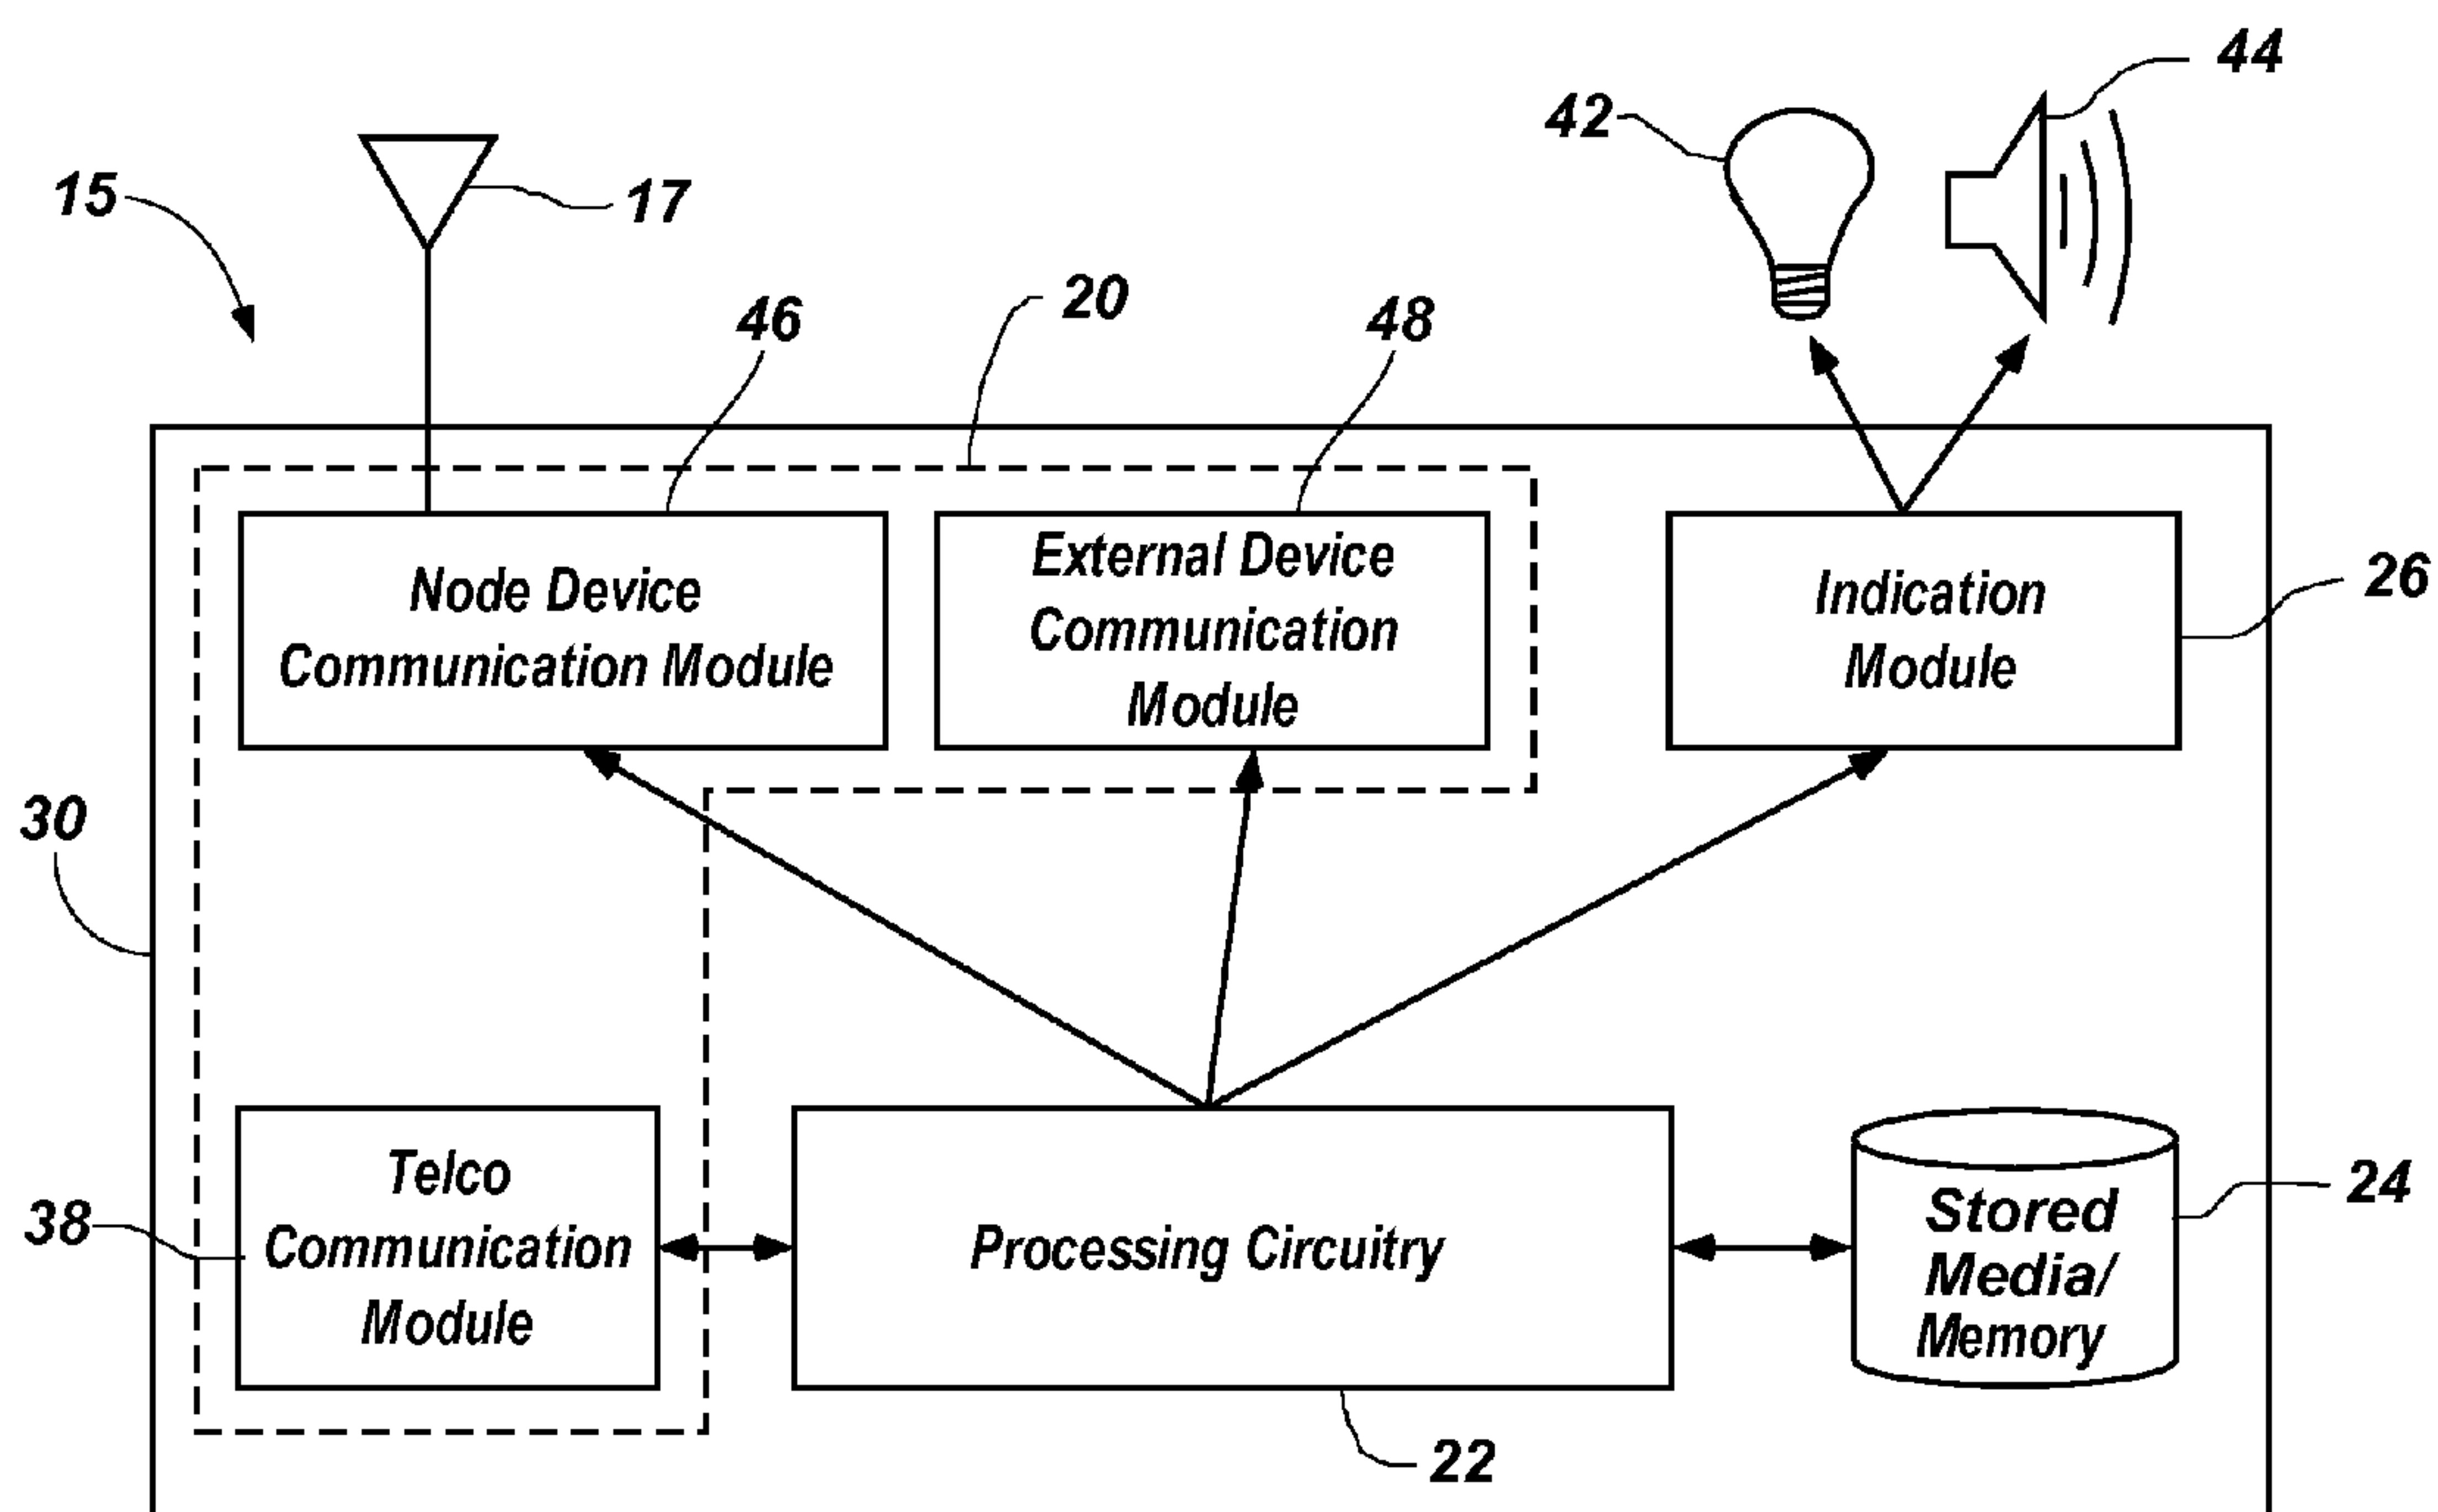 44
42
15
17
20
46
48
Node Device
Communication Module
External Device
Communication
Module
Indication
Module
26
30
Telco
Communication
Module
38
Processing Circuitry
Stored
Media/
Memory
24
22